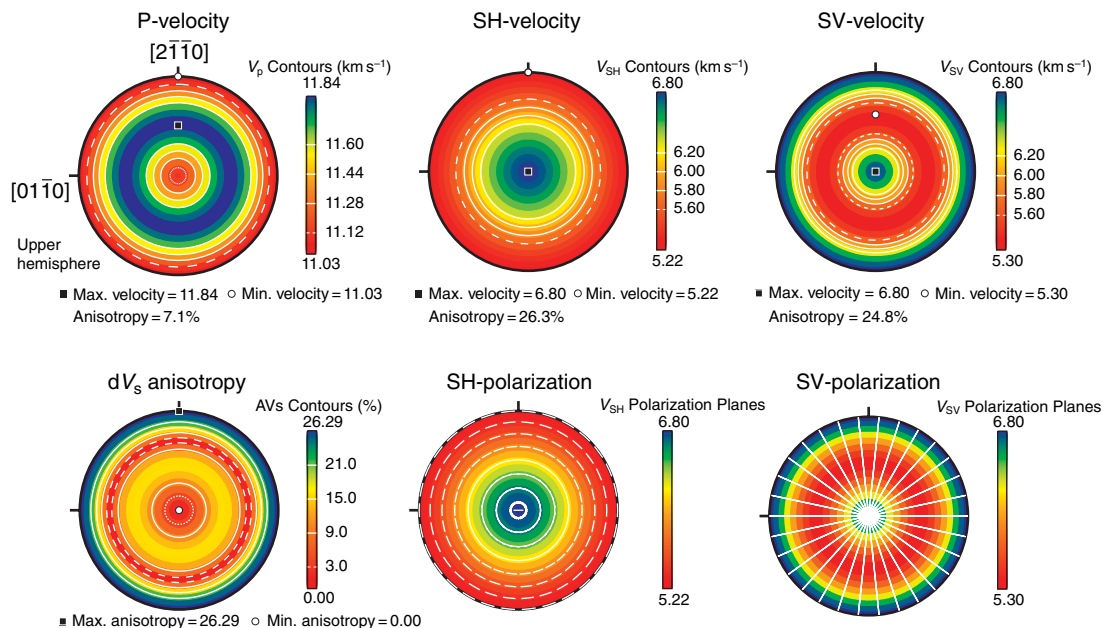 P-velocity
SH-velocity
SV-velocity
[2̅1̅10]
V_p Contours (km s⁻¹)
11.84
11.60
11.44
11.28
11.12
11.03
V_SH Contours (km s⁻¹)
6.80
6.20
6.00
5.80
5.60
5.22
V_SV Contours (km s⁻¹)
6.80
6.20
6.00
5.80
5.60
5.30
[011̅0]
Upper
hemisphere
Max. velocity = 11.84 Min. velocity = 11.03
Anisotropy = 7.1%
Max. velocity = 6.80 Min. velocity = 5.22
Anisotropy = 26.3%
Max. velocity = 6.80 Min. velocity = 5.30
Anisotropy = 24.8%
dV_s anisotropy
SH-polarization
SV-polarization
AVs Contours (%)
26.29
21.0
15.0
9.0
3.0
0.00
V_SH Polarization Planes
6.80
5.22
V_SV Polarization Planes
6.80
5.30
Max. anisotropy = 26.29 Min. anisotropy = 0.00